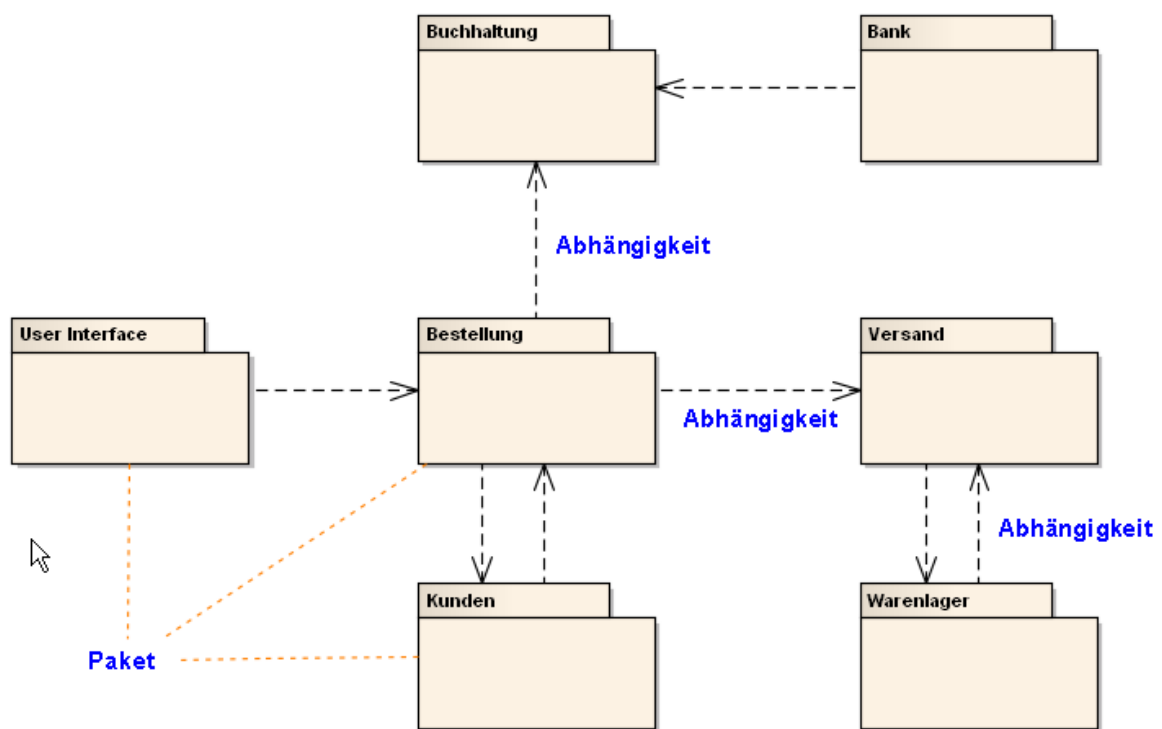 Buchhaltung
Bank
Abhängigkeit
User Interface
Bestellung
Versand
Abhängigkeit
Abhängigkeit
Kunden
Warenlager
Paket